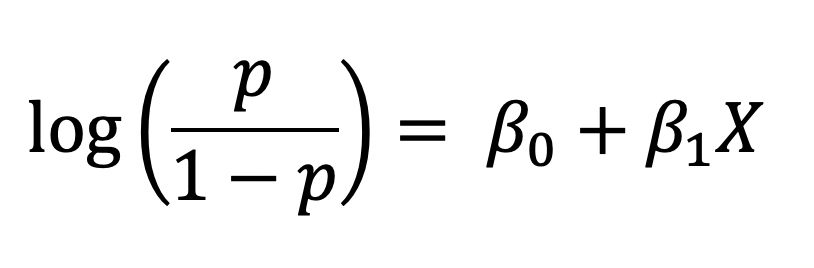 log(p/(1 − p)) = β₀ + β₁X